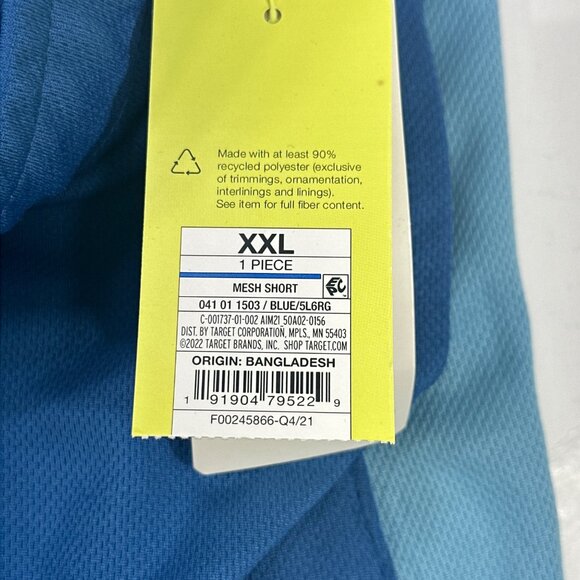 Made with at least 90%
recycled polyester (exclusive
of trimmings, ornamentation,
interlinings and linings).
See item for full fiber content.
XXL
1 PIECE
MESH SHORT
041 01 1503 / BLUE/5L6RG
C-001737-01-002 AIM21_50A02-0156
DIST. BY TARGET CORPORATION, MPLS., MN 55403
©2022 TARGET BRANDS, INC. SHOP TARGET.COM
ORIGIN: BANGLADESH
1 91904 79522 9
F00245866-Q4/21